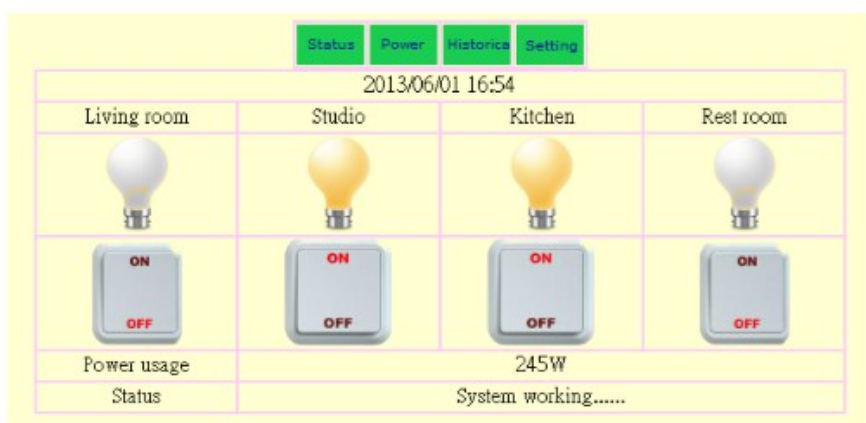 Status Power Historica Setting
2013/06/01 16:54
Living room Studio Kitchen Rest room
ON ON ON ON
OFF OFF OFF OFF
Power usage 245W
Status System working......